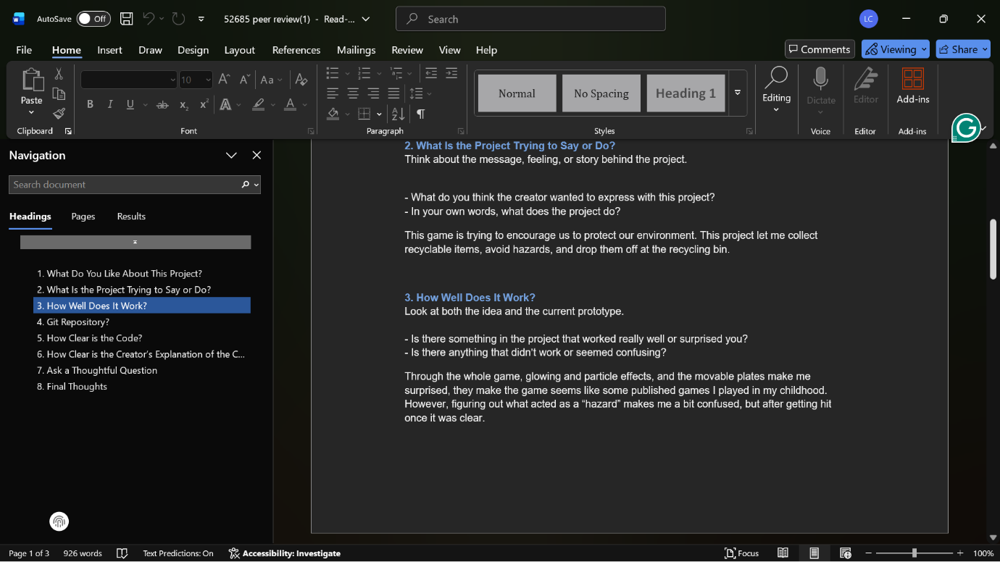 AutoSave Off 52685 peer review(1) - Read-... Search LC
File Home Insert Draw Design Layout References Mailings Review View Help Comments Viewing Share
Paste
10
Aa
B I U ab x₂ x² A A
Normal No Spacing Heading 1
Editing Dictate Editor Add-ins
Clipboard Font Paragraph Styles Voice Editor Add-ins
G
Navigation
Search document
Headings Pages Results
1. What Do You Like About This Project?
2. What Is the Project Trying to Say or Do?
3. How Well Does It Work?
4. Git Repository?
5. How Clear is the Code?
6. How Clear is the Creator's Explanation of the C...
7. Ask a Thoughtful Question
8. Final Thoughts
2. What Is the Project Trying to Say or Do?
Think about the message, feeling, or story behind the project.
- What do you think the creator wanted to express with this project?
- In your own words, what does the project do?
This game is trying to encourage us to protect our environment. This project let me collect
recyclable items, avoid hazards, and drop them off at the recycling bin.
3. How Well Does It Work?
Look at both the idea and the current prototype.
- Is there something in the project that worked really well or surprised you?
- Is there anything that didn’t work or seemed confusing?
Through the whole game, glowing and particle effects, and the movable plates make me
surprised, they make the game seems like some published games I played in my childhood.
However, figuring out what acted as a “hazard” makes me a bit confused, but after getting hit
once it was clear.
Page 1 of 3 926 words Text Predictions: On Accessibility: Investigate Focus 100%